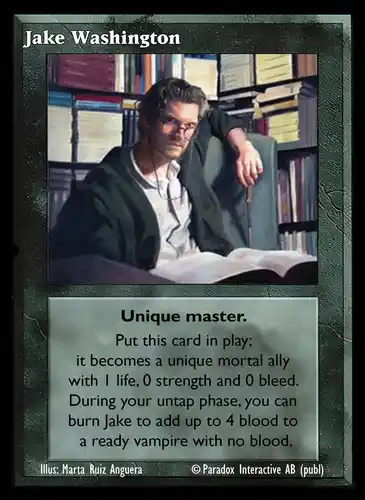 Jake Washington
Unique master.
Put this card in play;
it becomes a unique mortal ally
with 1 life, 0 strength and 0 bleed.
During your untap phase, you can
burn Jake to add up to 4 blood to
a ready vampire with no blood.
Illus: Marta Ruiz Anguera © Paradox Interactive AB (publ)